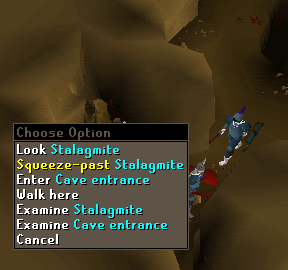 Choose Option
Look Stalagmite
Squeeze-past Stalagmite
Enter Cave entrance
Walk here
Examine Stalagmite
Examine Cave entrance
Cancel